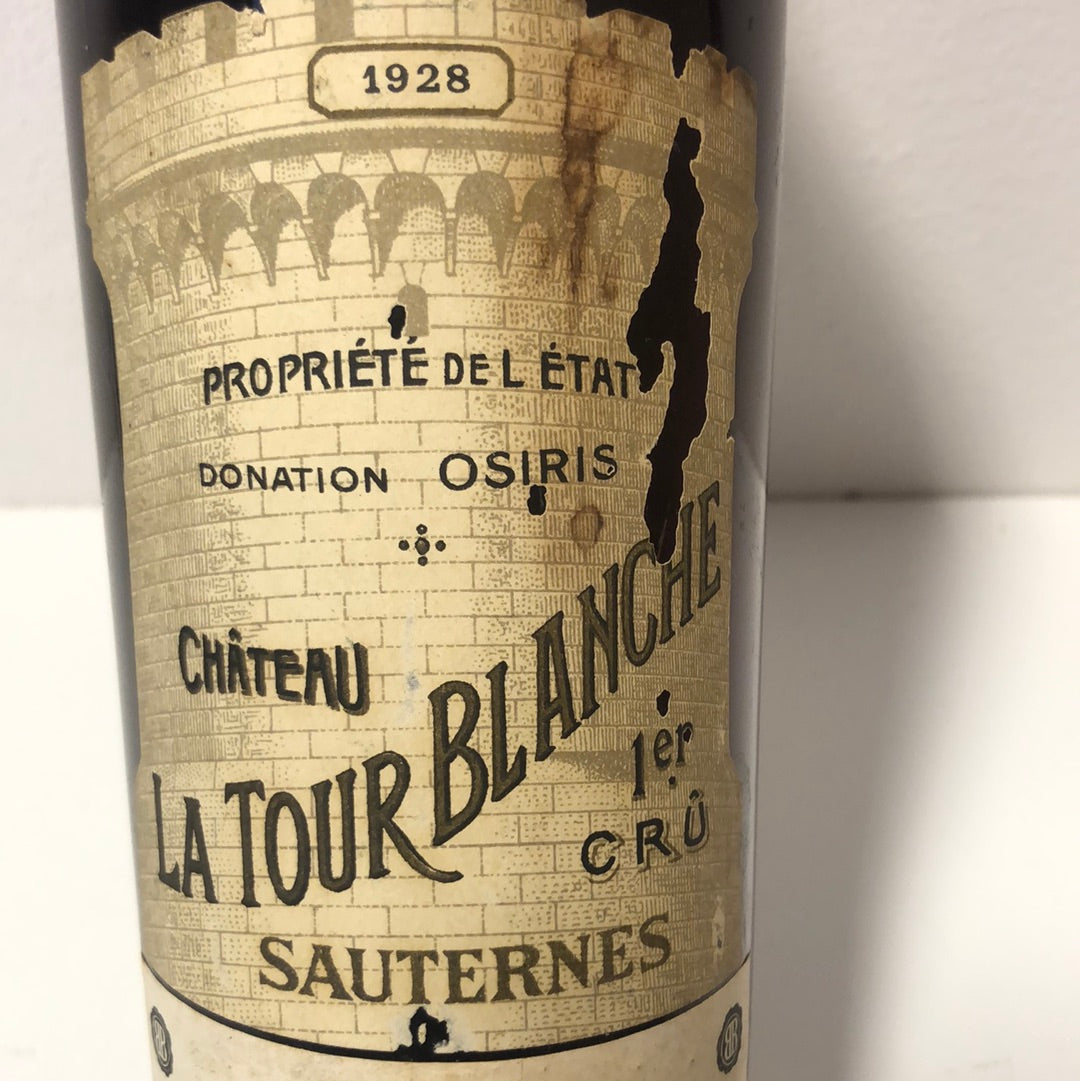 1928
PROPRIÉTÉ DE L ÉTAT
DONATION OSIRIS
CHÂTEAU
LA TOUR BLANCHE
1er
CRÛ
SAUTERNES